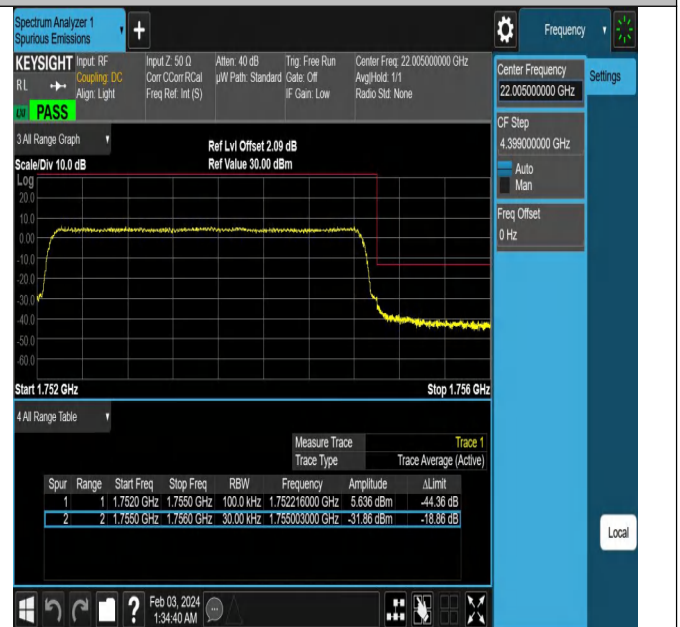 Spectrum Analyzer 1
Spurious Emissions
+
Frequency
KEYSIGHT
RL
LXI
PASS
Input: RF
Coupling: DC
Align: Light
Input Z: 50 Ω
Corr CCorr RCal
Freq Ref: Int (S)
Atten: 40 dB
µW Path: Standard
Trig: Free Run
Gate: Off
IF Gain: Low
Center Freq: 22.005000000 GHz
Avg|Hold: 1/1
Radio Std: None
Center Frequency
22.005000000 GHz
Settings
CF Step
4.399000000 GHz
Auto
Man
Freq Offset
0 Hz
3 All Range Graph
Scale/Div 10.0 dB
Ref Lvl Offset 2.09 dB
Ref Value 30.00 dBm
Log
20.0
10.0
0.00
-10.0
-20.0
-30.0
-40.0
-50.0
-60.0
Start 1.752 GHz
Stop 1.756 GHz
4 All Range Table
Measure Trace Trace 1
Trace Type Trace Average (Active)
Spur Range Start Freq Stop Freq RBW Frequency Amplitude ΔLimit
1 1 1.7520 GHz 1.7550 GHz 100.0 kHz 1.752216000 GHz 5.636 dBm -44.36 dB
2 2 1.7550 GHz 1.7560 GHz 30.00 kHz 1.755003000 GHz -31.86 dBm -18.86 dB
Local
?
Feb 03, 2024
1:34:40 AM